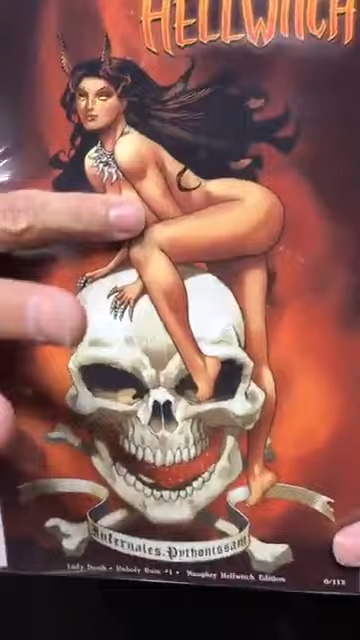 HELLWITCH
Infernales.Pythonissam
Lady Death • Unholy Ruin #1 • Naughty Hellwitch Edition
0/113